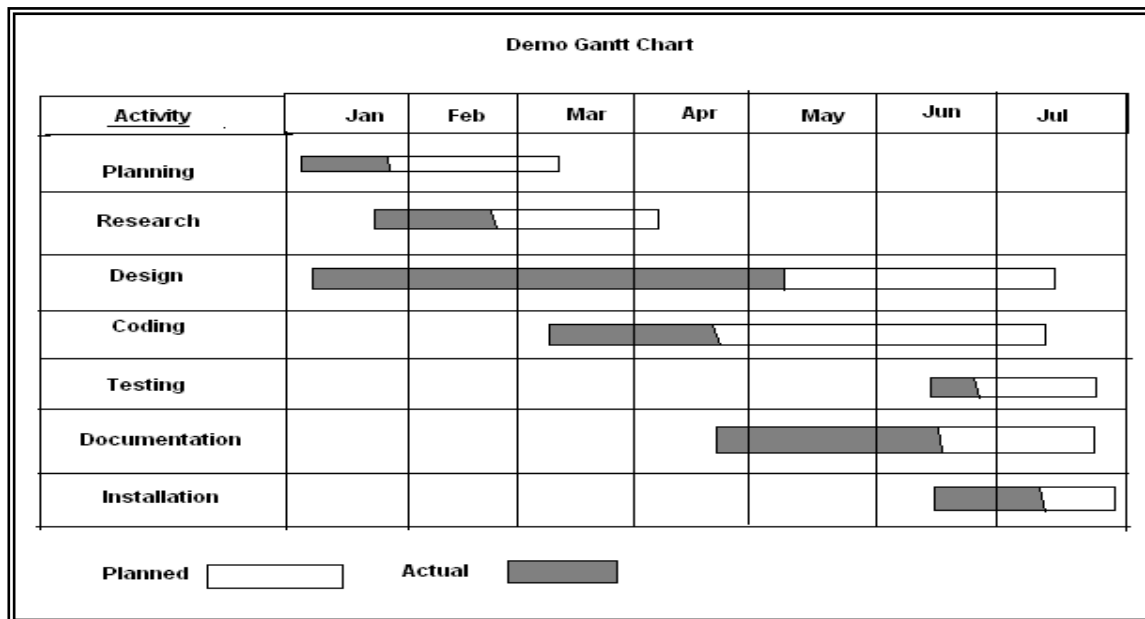 Demo Gantt Chart
Activity Jan Feb Mar Apr May Jun Jul
Planning
Research
Design
Coding
Testing
Documentation
Installation
Planned Actual